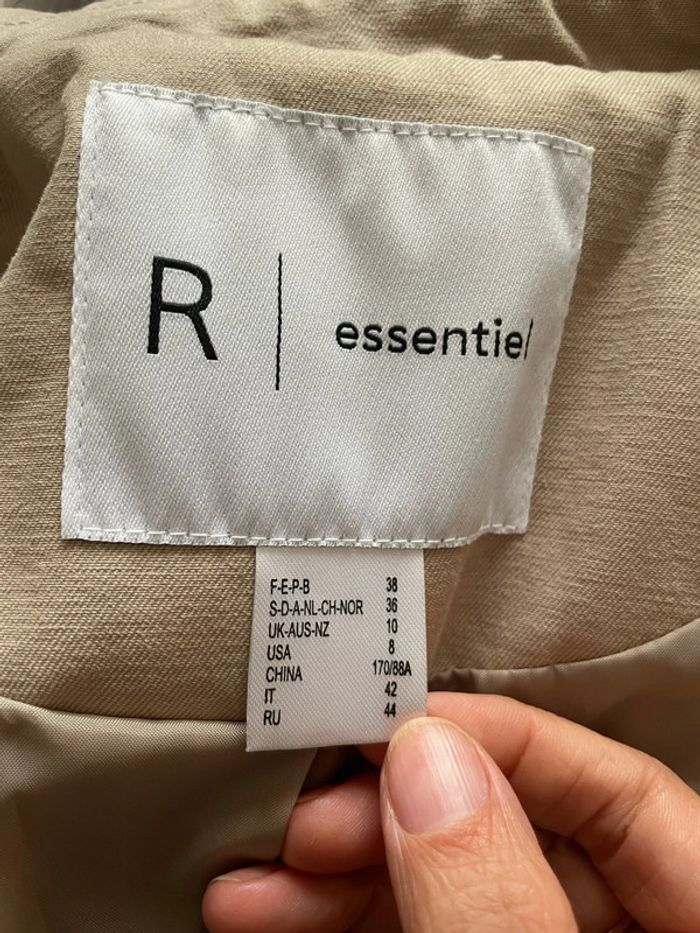 R | essentiel
F-E-P-B 38
S-D-A-NL-CH-NOR 36
UK-AUS-NZ 10
USA 8
CHINA 170/88A
IT 42
RU 44